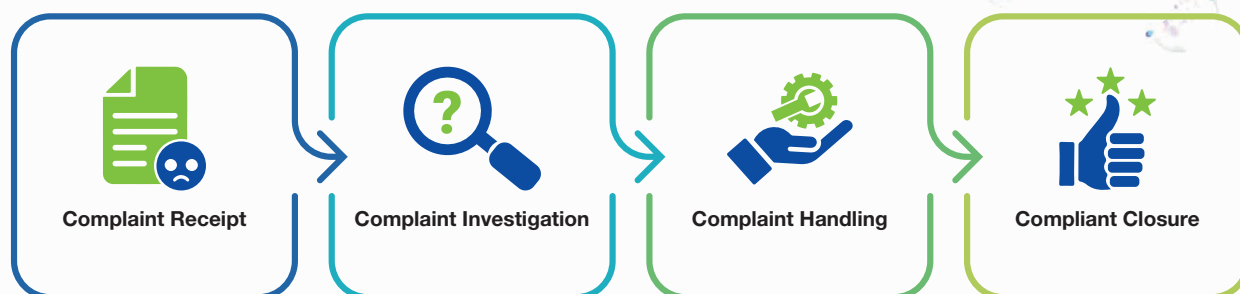 Complaint Receipt
?
Complaint Investigation
Complaint Handling
Compliant Closure